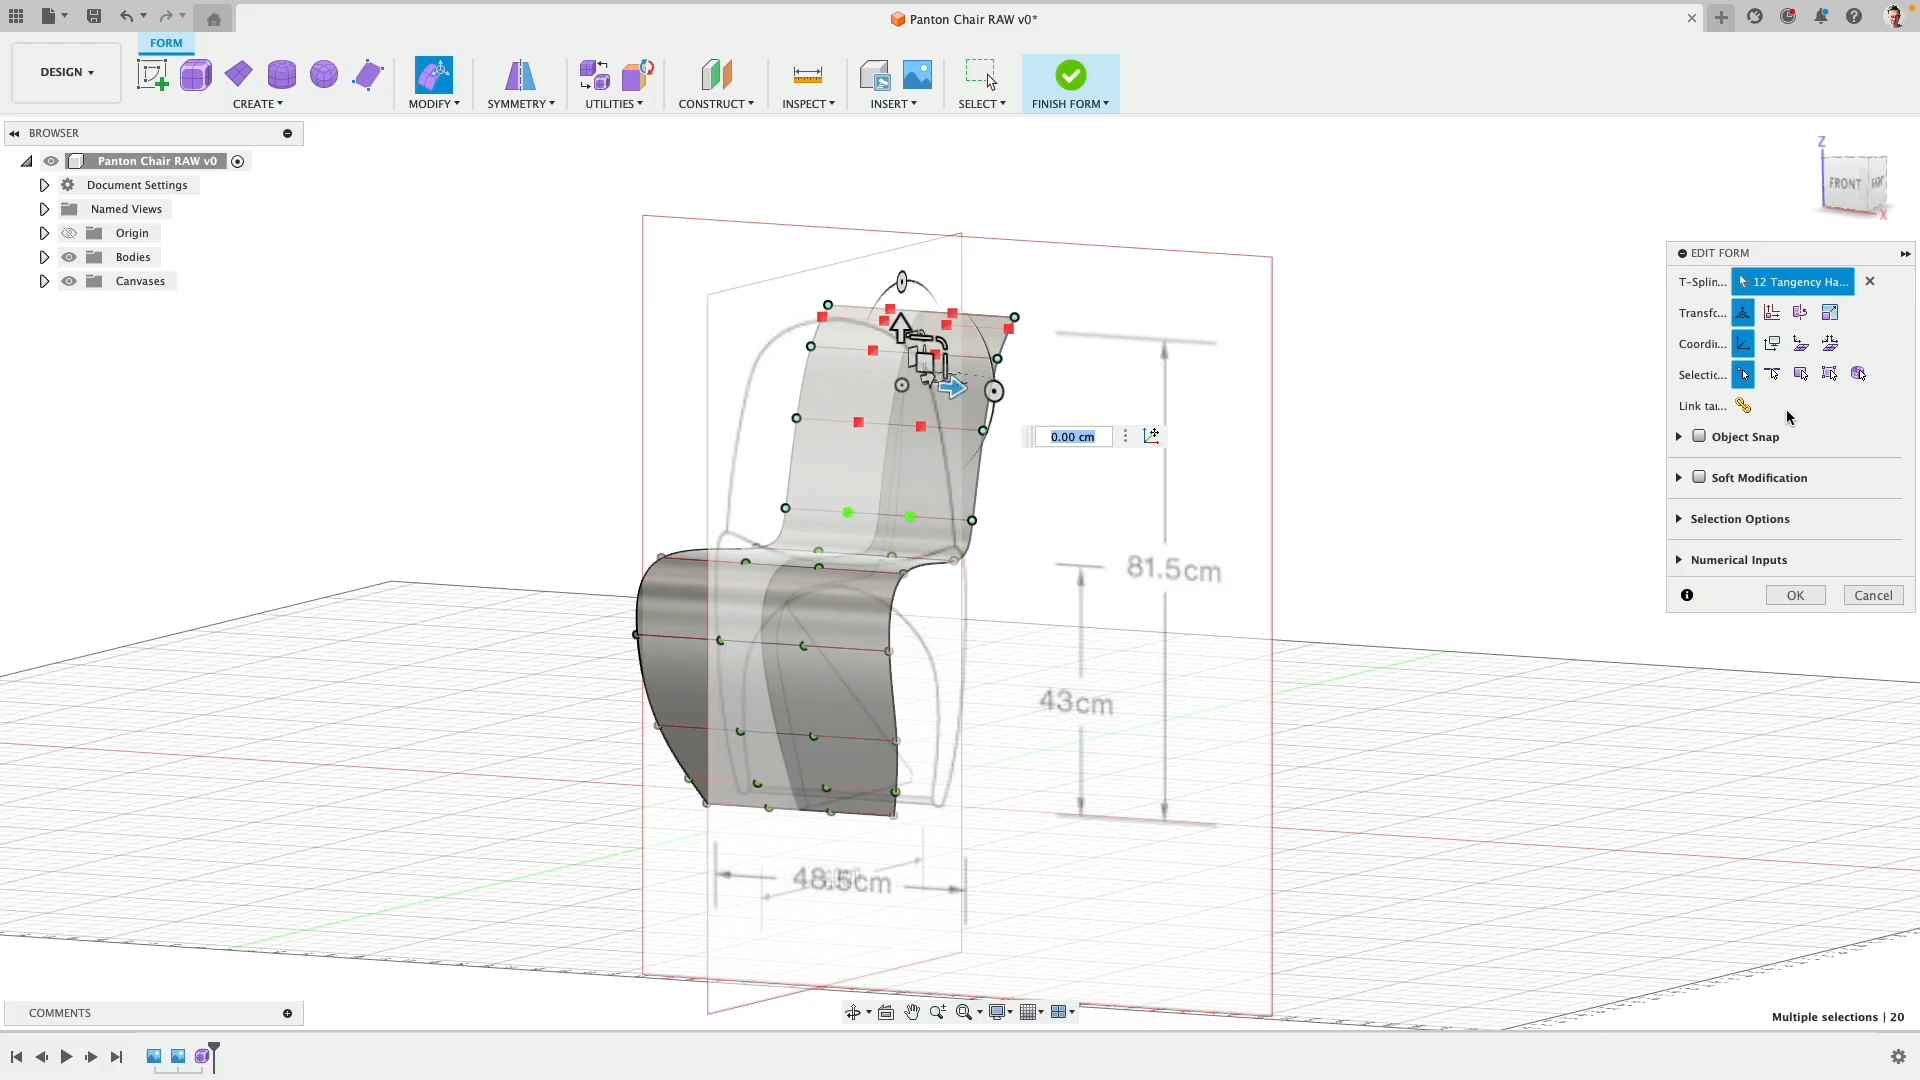 Panton Chair RAW v0*
FORM
DESIGN
CREATE
MODIFY
SYMMETRY
UTILITIES
CONSTRUCT
INSPECT
INSERT
SELECT
FINISH FORM
BROWSER
Panton Chair RAW v0
Document Settings
Named Views
Origin
Bodies
Canvases
Z
FRONT
X
EDIT FORM
T-Splin...
12 Tangency Ha...
Transfc...
Coordi...
Selectic...
Link tar...
Object Snap
Soft Modification
Selection Options
Numerical Inputs
OK
Cancel
0.00 cm
81.5cm
43cm
48.5cm
COMMENTS
Multiple selections | 20